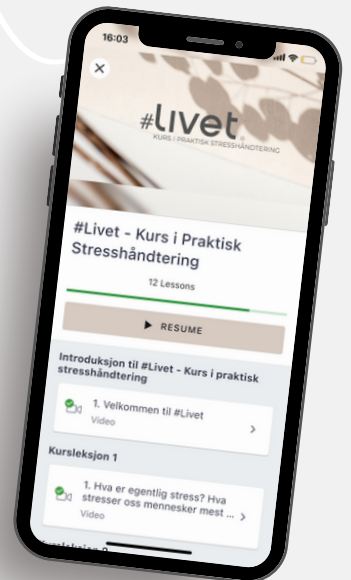 16:03
#Livet
KURS I PRAKTISK STRESSHÅNDTERING
#Livet - Kurs i Praktisk
Stresshåndtering
12 Lessons
RESUME
Introduksjon til #Livet - Kurs i praktisk
stresshåndtering
1. Velkommen til #Livet
Video
Kursleksjon 1
1. Hva er egentlig stress? Hva
stresser oss mennesker mest ...
Video